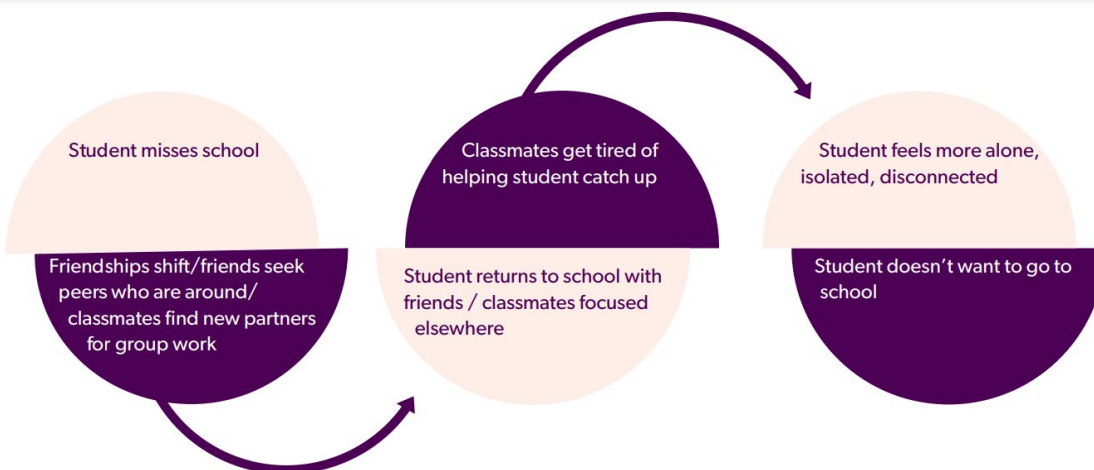 Student misses school
Friendships shift/friends seek
peers who are around/
classmates find new partners
for group work
Student returns to school with
friends / classmates focused
elsewhere
Classmates get tired of
helping student catch up
Student feels more alone,
isolated, disconnected
Student doesn’t want to go to
school